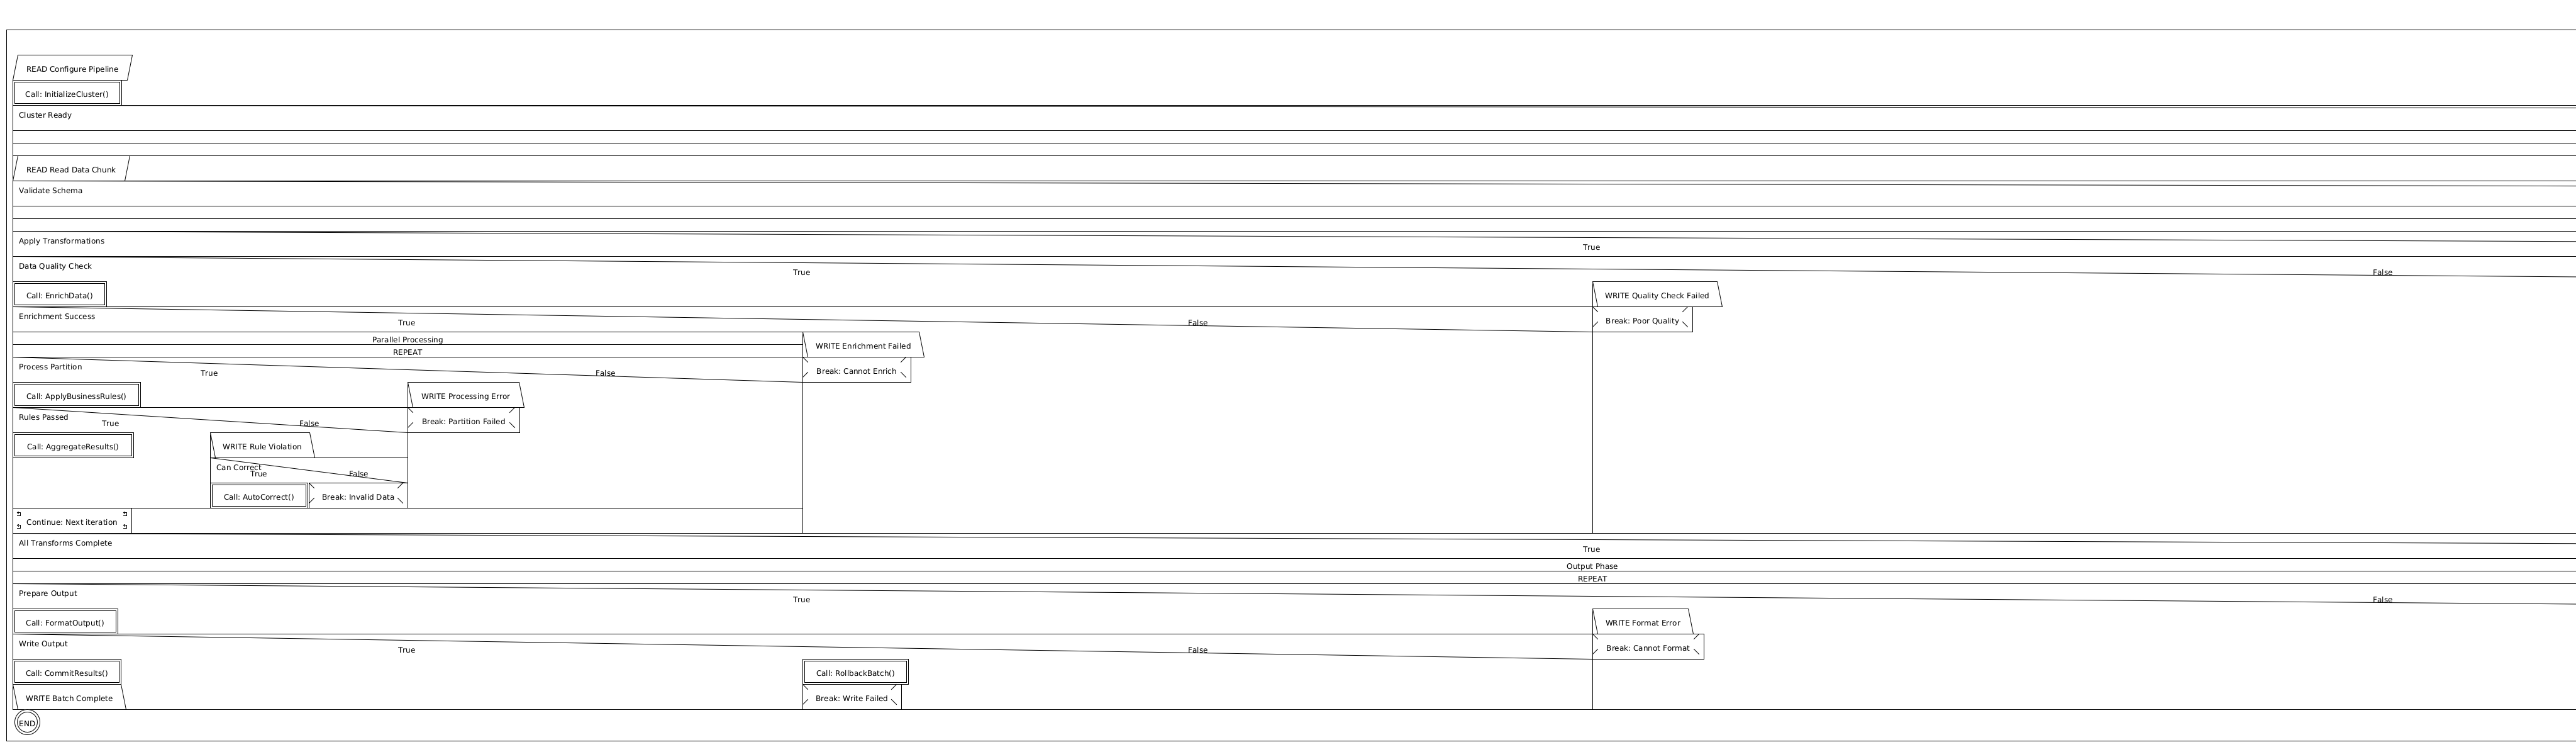 READ Configure Pipeline
Call: InitializeCluster()
Cluster Ready
READ Read Data Chunk
Validate Schema
Apply Transformations
True
Data Quality Check
True
False
Call: EnrichData()
WRITE Quality Check Failed
Enrichment Success
True
False
Break: Poor Quality
Parallel Processing
WRITE Enrichment Failed
REPEAT
Process Partition
True
False
Break: Cannot Enrich
Call: ApplyBusinessRules()
WRITE Processing Error
Rules Passed
True
False
Break: Partition Failed
Call: AggregateResults()
WRITE Rule Violation
Can Correct
True
False
Call: AutoCorrect()
Break: Invalid Data
Continue: Next iteration
All Transforms Complete
True
Output Phase
REPEAT
Prepare Output
True
False
Call: FormatOutput()
WRITE Format Error
Write Output
True
False
Break: Cannot Format
Call: CommitResults()
Call: RollbackBatch()
WRITE Batch Complete
Break: Write Failed
END